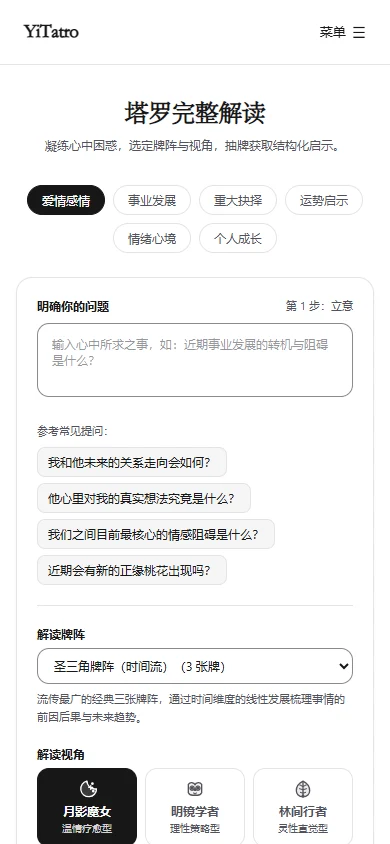 YiTatro
菜单
塔罗完整解读
凝练心中困惑，选定牌阵与视角，抽牌获取结构化启示。
爱情感情 事业发展 重大抉择 运势启示
情绪心境 个人成长
明确你的问题 第 1 步：立意
输入心中所求之事，如：近期事业发展的转机与阻碍
是什么？
参考常见提问：
我和他未来的关系走向会如何？
他心里对我的真实想法究竟是什么？
我们之间目前最核心的情感阻碍是什么？
近期会有新的正缘桃花出现吗？
解读牌阵
圣三角牌阵（时间流）（3 张牌）
流传最广的经典三张牌阵，通过时间维度的线性发展梳理事情的
前因后果与未来趋势。
解读视角
月影魔女 明镜学者 林间行者
温情疗愈型 理性策略型 灵性直觉型